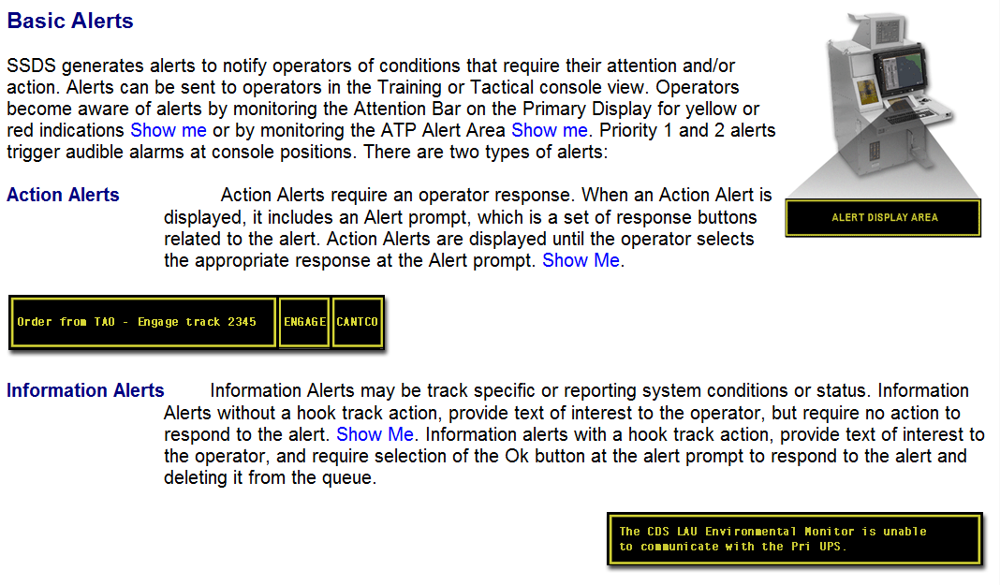 Basic Alerts
SSDS generates alerts to notify operators of conditions that require their attention and/or
action. Alerts can be sent to operators in the Training or Tactical console view. Operators
become aware of alerts by monitoring the Attention Bar on the Primary Display for yellow or
red indications Show me or by monitoring the ATP Alert Area Show me. Priority 1 and 2 alerts
trigger audible alarms at console positions. There are two types of alerts:
Action Alerts Action Alerts require an operator response. When an Action Alert is
displayed, it includes an Alert prompt, which is a set of response buttons
related to the alert. Action Alerts are displayed until the operator selects
the appropriate response at the Alert prompt. Show Me.
ALERT DISPLAY AREA
Order from TAO - Engage track 2345 ENGAGE CANTCO
Information Alerts Information Alerts may be track specific or reporting system conditions or status. Information
Alerts without a hook track action, provide text of interest to the operator, but require no action to
respond to the alert. Show Me. Information alerts with a hook track action, provide text of interest to
the operator, and require selection of the Ok button at the alert prompt to respond to the alert and
deleting it from the queue.
The CDS LAU Environmental Monitor is unable
to communicate with the Pri UPS.